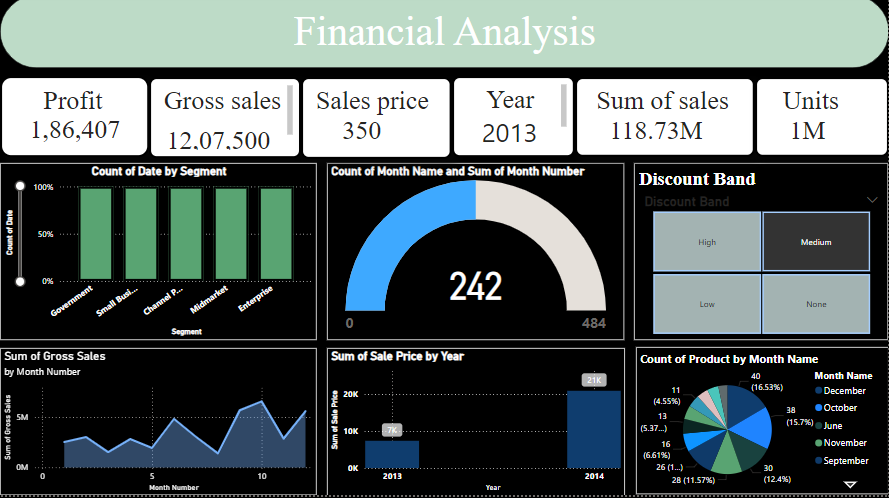 Financial Analysis
Profit
1,86,407
Gross sales
12,07,500
Sales price
350
Year
2013
Sum of sales
118.73M
Units
1M
Count of Date by Segment
Count of Date
100%
50%
0%
Government
Small Busi...
Channel P...
Midmarket
Enterprise
Segment
Count of Month Name and Sum of Month Number
242
0
484
Discount Band
Discount Band
High
Medium
Low
None
Sum of Gross Sales
by Month Number
Sum of Gross Sales
5M
0M
0
5
10
Month Number
Sum of Sale Price by Year
Sum of Sale Price
20K
10K
0K
7K
21K
2013
2014
Year
Count of Product by Month Name
40
(16.53%)
38
(15.7%)
30
(12.4%)
28 (11.57%)
26 (1...)
16
(6.61%)
13
(5.37...)
11
(4.55%)
Month Name
December
October
June
November
September